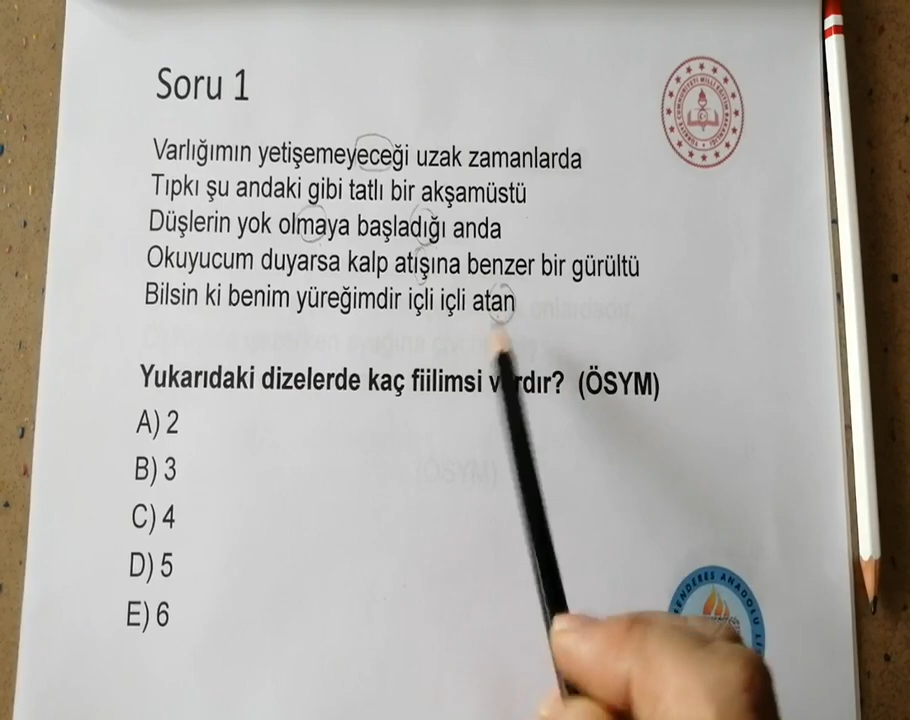 Soru 1
Varlığımın yetişemeyeceği uzak zamanlarda
Tıpkı şu andaki gibi tatlı bir akşamüstü
Düşlerin yok olmaya başladığı anda
Okuyucum duyarsa kalp atışına benzer bir gürültü
Bilsin ki benim yüreğimdir içli içli atan
Yukarıdaki dizelerde kaç fiilimsi vardır? (ÖSYM)
A) 2
B) 3
(ÖSYM)
C) 4
D) 5
E) 6